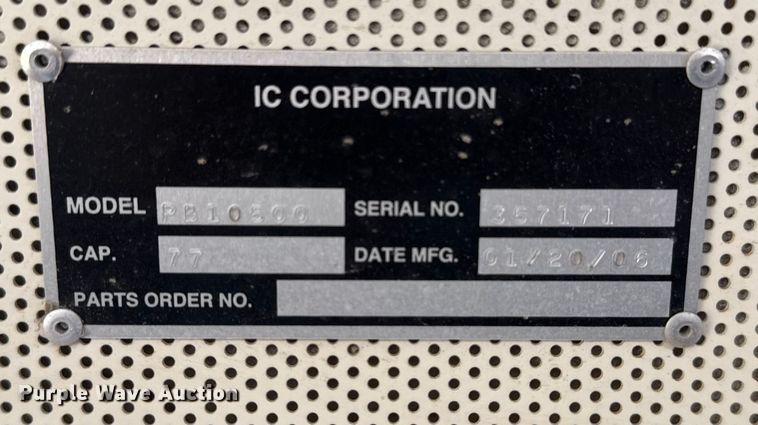 IC CORPORATION
MODEL PB10500 SERIAL NO. 357171
CAP. 77 DATE MFG. 01/20/06
PARTS ORDER NO.
Purple Wave Auction